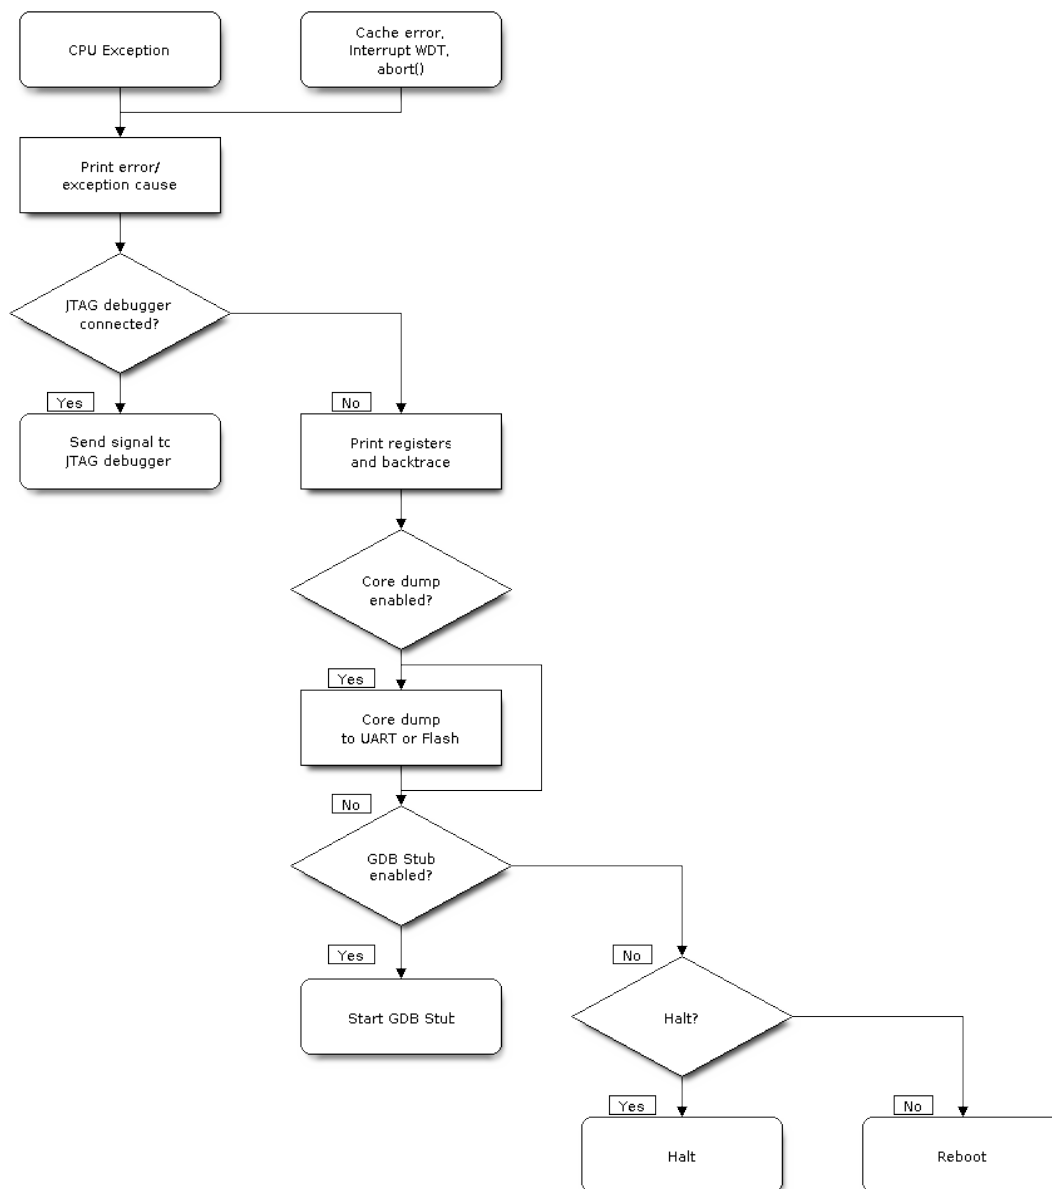 CPU Exception
Cache error,
Interrupt WDT,
abort()
Print error/
exception cause
JTAG debugger
connected?
Yes
No
Send signal to
JTAG debugger
Print registers
and backtrace
Core dump
enabled?
Yes
Core dump
to UART or Flash
No
GDB Stub
enabled?
Yes
No
Start GDB Stub
Halt?
Yes
No
Halt
Reboot